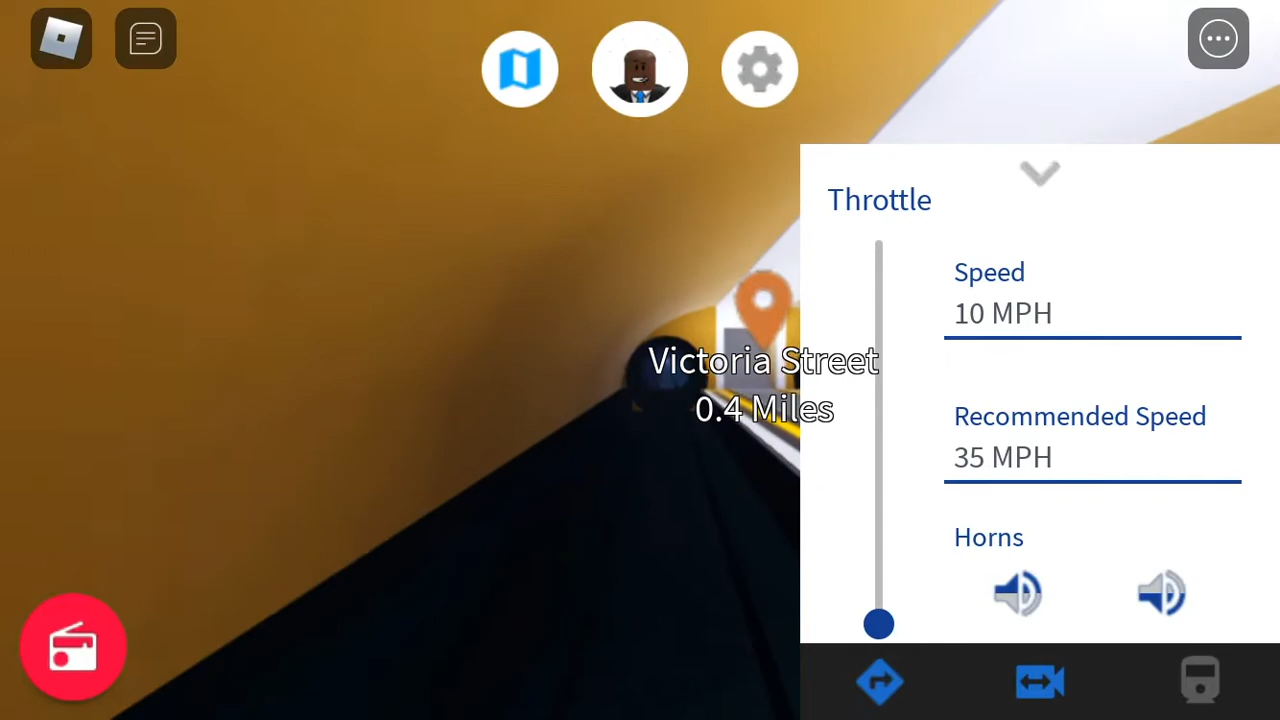 Throttle
Speed
10 MPH
Victoria Street
0.4 Miles
Recommended Speed
35 MPH
Horns